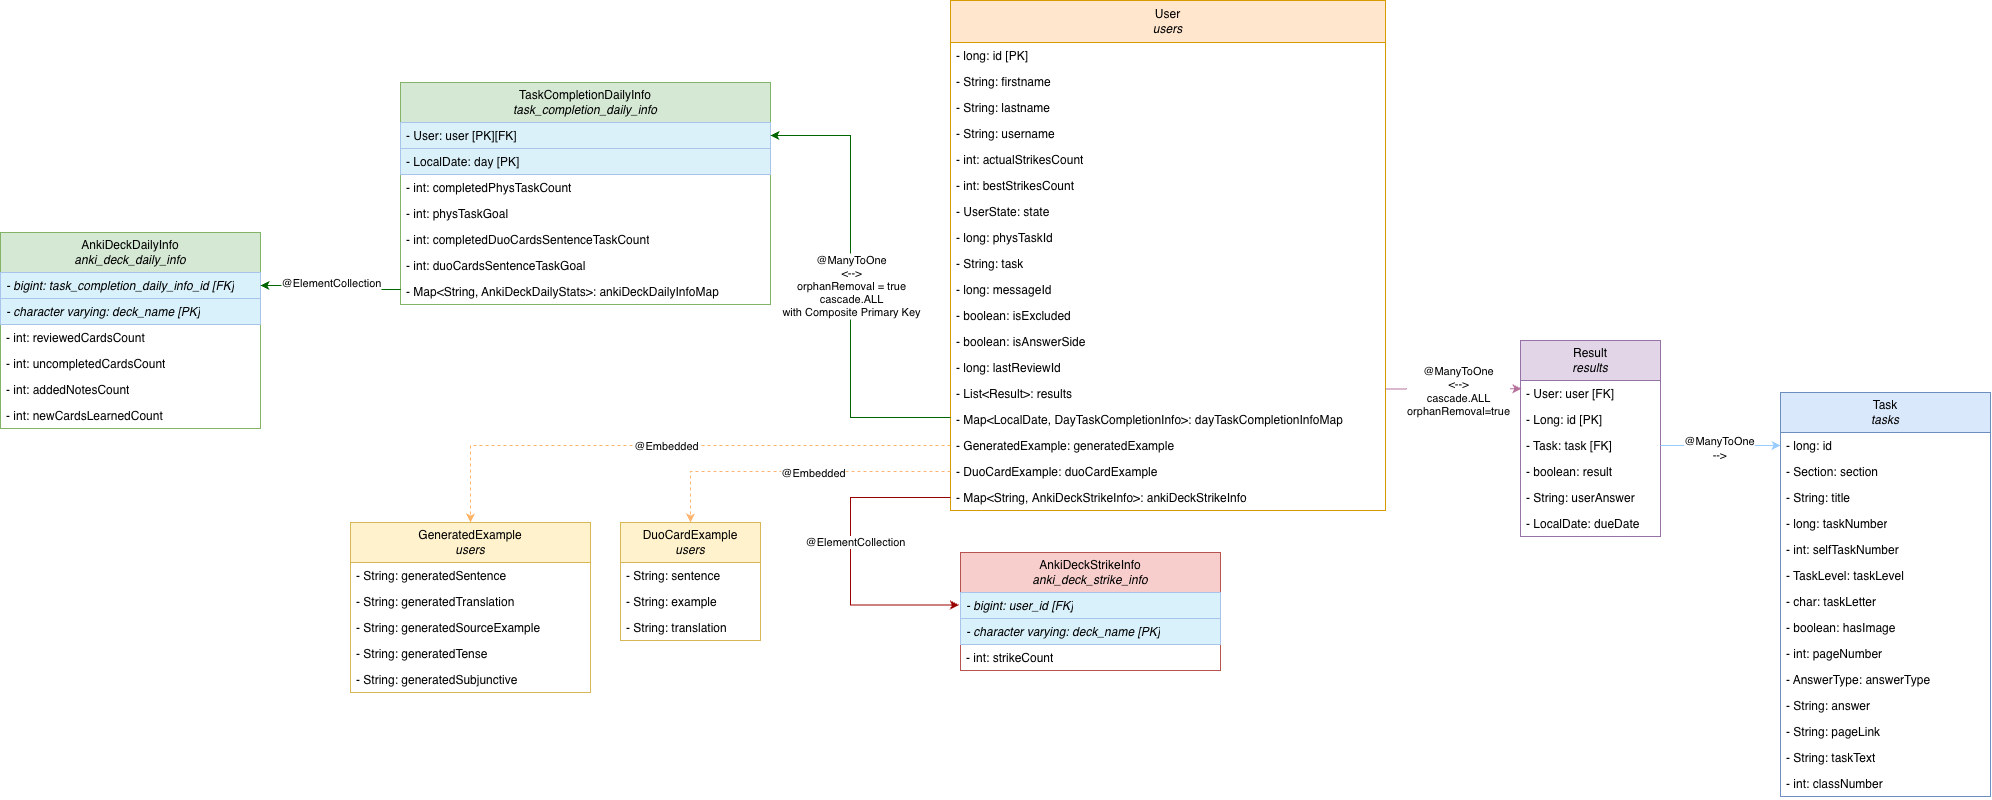 User
users
- long: id [PK]
- String: firstname
- String: lastname
- String: username
- int: actualStrikesCount
- int: bestStrikesCount
- UserState: state
- long: physTaskId
- String: task
- long: messageId
- boolean: isExcluded
- boolean: isAnswerSide
- long: lastReviewId
- List<Result>: results
- Map<LocalDate, DayTaskCompletionInfo>: dayTaskCompletionInfoMap
- GeneratedExample: generatedExample
- DuoCardExample: duoCardExample
- Map<String, AnkiDeckStrikeInfo>: ankiDeckStrikeInfo
TaskCompletionDailyInfo
task_completion_daily_info
- User: user [PK][FK]
- LocalDate: day [PK]
- int: completedPhysTaskCount
- int: physTaskGoal
- int: completedDuoCardsSentenceTaskCount
- int: duoCardsSentenceTaskGoal
- Map<String, AnkiDeckDailyStats>: ankiDeckDailyInfoMap
AnkiDeckDailyInfo
anki_deck_daily_info
- bigint: task_completion_daily_info_id [FK]
- character varying: deck_name [PK]
- int: reviewedCardsCount
- int: uncompletedCardsCount
- int: addedNotesCount
- int: newCardsLearnedCount
@ElementCollection
@ManyToOne
<-->
orphanRemoval = true
cascade.ALL
with Composite Primary Key
@ManyToOne
<-->
cascade.ALL
orphanRemoval=true
Result
results
- User: user [FK]
- Long: id [PK]
- Task: task [FK]
- boolean: result
- String: userAnswer
- LocalDate: dueDate
@ManyToOne
-->
Task
tasks
- long: id
- Section: section
- String: title
- long: taskNumber
- int: selfTaskNumber
- TaskLevel: taskLevel
- char: taskLetter
- boolean: hasImage
- int: pageNumber
- AnswerType: answerType
- String: answer
- String: pageLink
- String: taskText
- int: classNumber
@Embedded
@Embedded
@ElementCollection
GeneratedExample
users
- String: generatedSentence
- String: generatedTranslation
- String: generatedSourceExample
- String: generatedTense
- String: generatedSubjunctive
DuoCardExample
users
- String: sentence
- String: example
- String: translation
AnkiDeckStrikeInfo
anki_deck_strike_info
- bigint: user_id [FK]
- character varying: deck_name [PK]
- int: strikeCount